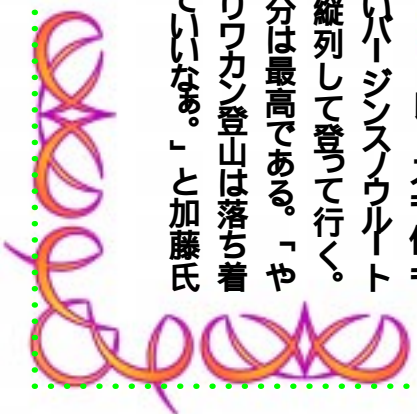 いバージンスノウルート
縦列して登って行く。
分は最高である。「や
リワカン登山は落ち着
ていいなぁ。」と加藤氏